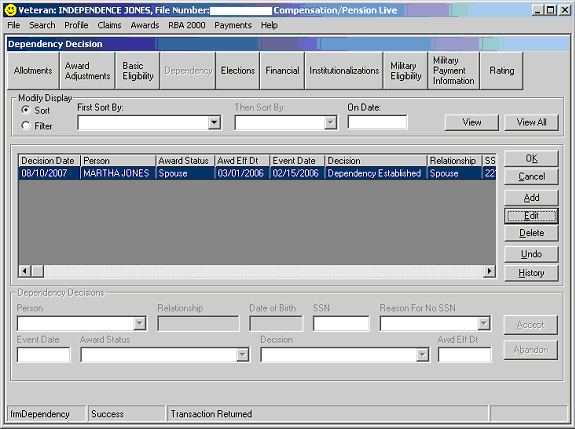 Veteran: INDEPENDENCE JONES, File Number: Compensation/Pension Live
File Search Profile Claims Awards RBA 2000 Payments Help
Dependency Decision
Allotments Award Adjustments Basic Eligibility Dependency Elections Financial Institutionalizations Military Eligibility Military Payment Information Rating
Modify Display
Sort First Sort By: Then Sort By: On Date:
Filter View View All
Decision Date Person Award Status Awd Eff Dt Event Date Decision Relationship SS
08/10/2007 MARTHA JONES Spouse 03/01/2006 02/15/2006 Dependency Established Spouse 22
OK
Cancel
Add
Edit
Delete
Undo
History
Dependency Decisions
Person Relationship Date of Birth SSN Reason For No SSN
Accept
Event Date Award Status Decision Awd Eff Dt
Abandon
frmDependency Success Transaction Returned